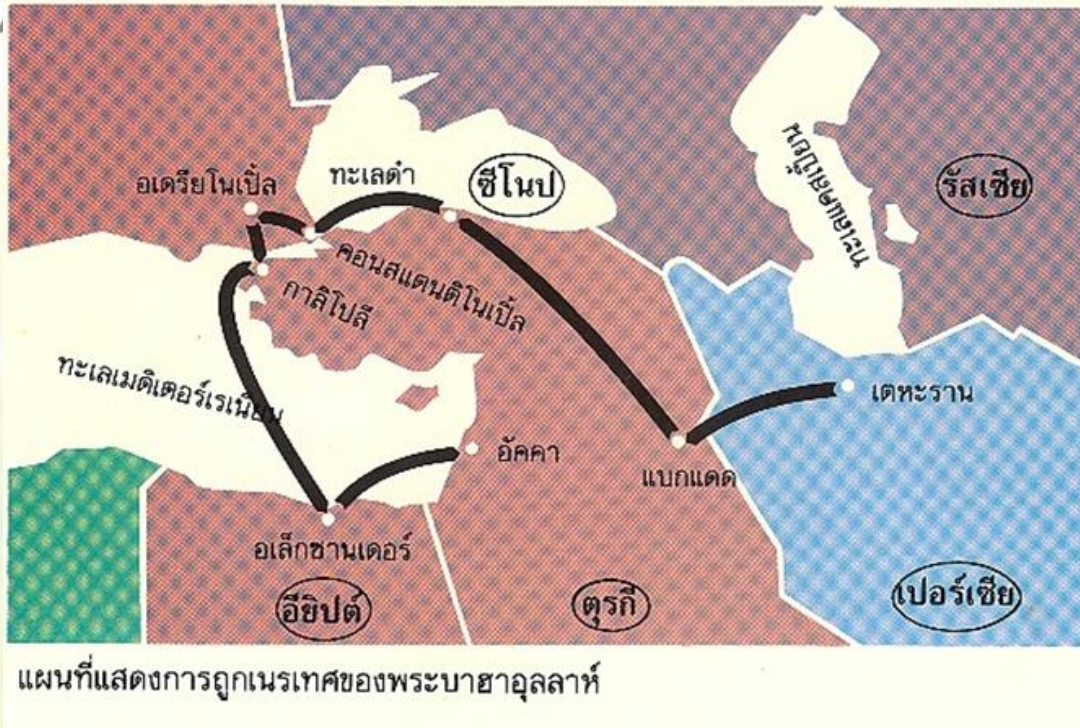 อเดรียโนเปิ้ล
ทะเลดำ
ซีโนป
ทะเลแคสเปี้ยน
รัสเซีย
คอนสแตนติโนเปิ้ล
กาลิโปลี
ทะเลเมดิเตอร์เรเนียน
เตหะราน
อัคคา
แบกแดด
อเล็กซานเดอร์
อียิปต์
ตุรกี
เปอร์เซีย
แผนที่แสดงการถูกเนรเทศของพระบาฮาอุลลาห์